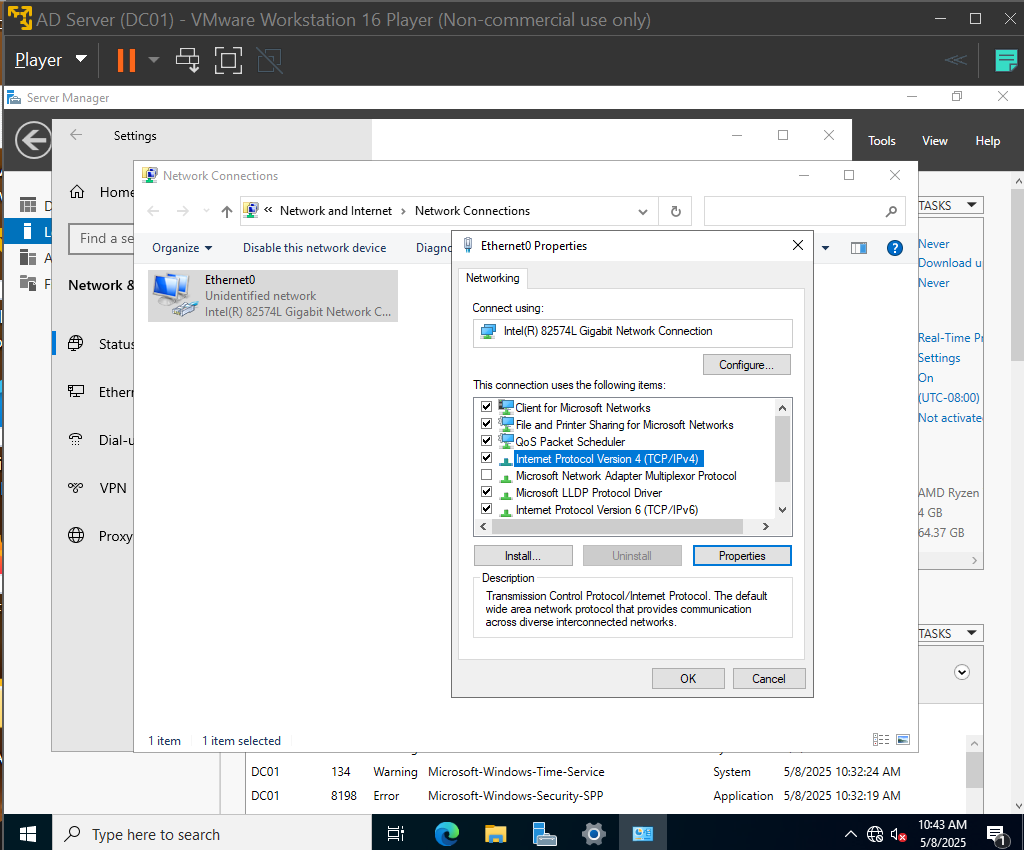 AD Server (DC01) - VMware Workstation 16 Player (Non-commercial use only)
Player
Server Manager
Settings
Tools View Help
Network Connections
Home
Network and Internet › Network Connections
TASKS
Find a se
Organize Disable this network device Diagno
Ethernet0 Properties
Never
Download u
Never
Networking
Ethernet0
Unidentified network
Intel(R) 82574L Gigabit Network C...
Network &
Connect using:
Intel(R) 82574L Gigabit Network Connection
Configure...
Status
Real-Time Pr
Settings
On
(UTC-08:00)
Not activate
This connection uses the following items:
Client for Microsoft Networks
File and Printer Sharing for Microsoft Networks
QoS Packet Scheduler
Internet Protocol Version 4 (TCP/IPv4)
Microsoft Network Adapter Multiplexor Protocol
Microsoft LLDP Protocol Driver
Internet Protocol Version 6 (TCP/IPv6)
Ethern
Dial-u
VPN
Proxy
AMD Ryzen
4 GB
64.37 GB
Install... Uninstall Properties
Description
Transmission Control Protocol/Internet Protocol. The default
wide area network protocol that provides communication
across diverse interconnected networks.
TASKS
OK Cancel
1 item 1 item selected
DC01 134 Warning Microsoft-Windows-Time-Service System 5/8/2025 10:32:24 AM
DC01 8198 Error Microsoft-Windows-Security-SPP Application 5/8/2025 10:32:19 AM
Type here to search
10:43 AM
5/8/2025
1